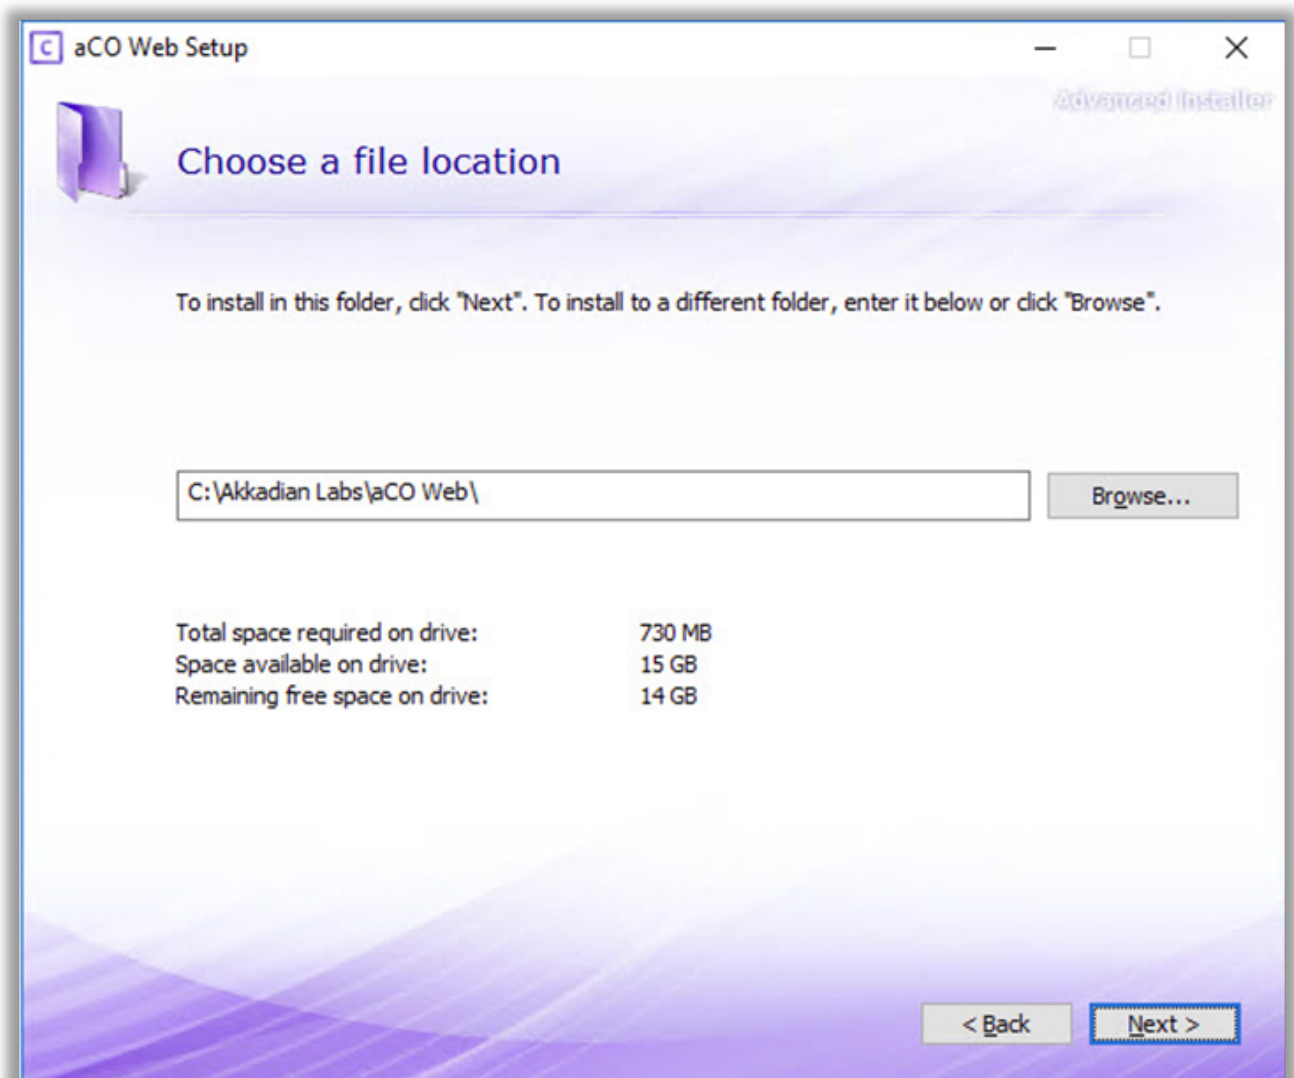 C aCO Web Setup
Advanced Installer
Choose a file location
To install in this folder, click "Next". To install to a different folder, enter it below or click "Browse".
C:\Akkadian Labs\aCO Web\ Browse...
Total space required on drive: 730 MB
Space available on drive: 15 GB
Remaining free space on drive: 14 GB
< Back Next >